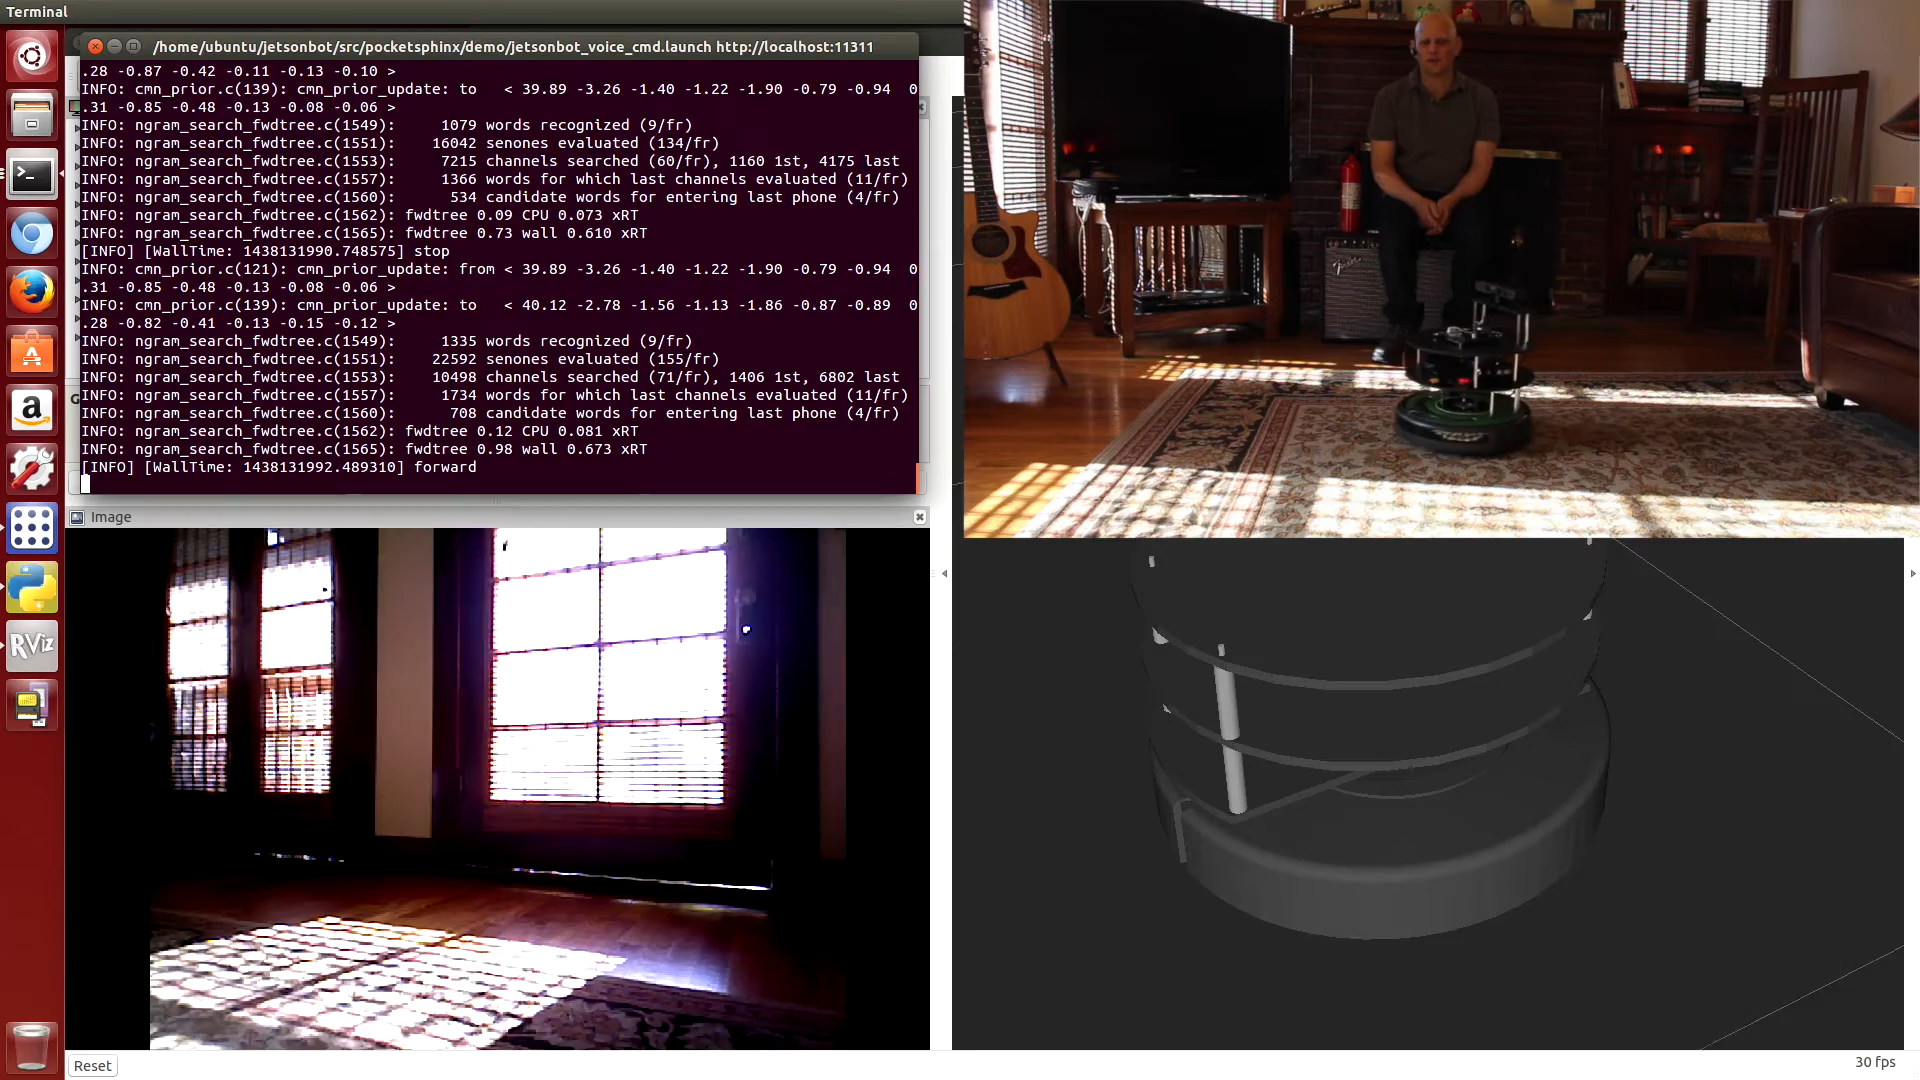 Terminal
/home/ubuntu/jetsonbot/src/pocketsphinx/demo/jetsonbot_voice_cmd.launch http://localhost:11311
.28 -0.87 -0.42 -0.11 -0.13 -0.10 >
INFO: cmn_prior.c(139): cmn_prior_update: to   < 39.89 -3.26 -1.40 -1.22 -1.90 -0.79 -0.94  0
.31 -0.85 -0.48 -0.13 -0.08 -0.06 >
INFO: ngram_search_fwdtree.c(1549):     1079 words recognized (9/fr)
INFO: ngram_search_fwdtree.c(1551):    16042 senones evaluated (134/fr)
INFO: ngram_search_fwdtree.c(1553):     7215 channels searched (60/fr), 1160 1st, 4175 last
INFO: ngram_search_fwdtree.c(1557):     1366 words for which last channels evaluated (11/fr)
INFO: ngram_search_fwdtree.c(1560):      534 candidate words for entering last phone (4/fr)
INFO: ngram_search_fwdtree.c(1562): fwdtree 0.09 CPU 0.073 xRT
INFO: ngram_search_fwdtree.c(1565): fwdtree 0.73 wall 0.610 xRT
[INFO] [WallTime: 1438131990.748575] stop
INFO: cmn_prior.c(121): cmn_prior_update: from < 39.89 -3.26 -1.40 -1.22 -1.90 -0.79 -0.94  0
.31 -0.85 -0.48 -0.13 -0.08 -0.06 >
INFO: cmn_prior.c(139): cmn_prior_update: to   < 40.12 -2.78 -1.56 -1.13 -1.86 -0.87 -0.89  0
.28 -0.82 -0.41 -0.13 -0.15 -0.12 >
INFO: ngram_search_fwdtree.c(1549):     1335 words recognized (9/fr)
INFO: ngram_search_fwdtree.c(1551):    22592 senones evaluated (155/fr)
INFO: ngram_search_fwdtree.c(1553):    10498 channels searched (71/fr), 1406 1st, 6802 last
INFO: ngram_search_fwdtree.c(1557):     1734 words for which last channels evaluated (11/fr)
INFO: ngram_search_fwdtree.c(1560):      708 candidate words for entering last phone (4/fr)
INFO: ngram_search_fwdtree.c(1562): fwdtree 0.12 CPU 0.081 xRT
INFO: ngram_search_fwdtree.c(1565): fwdtree 0.98 wall 0.673 xRT
[INFO] [WallTime: 1438131992.489310] forward
Fender
Image
RViz
Reset
30 fps